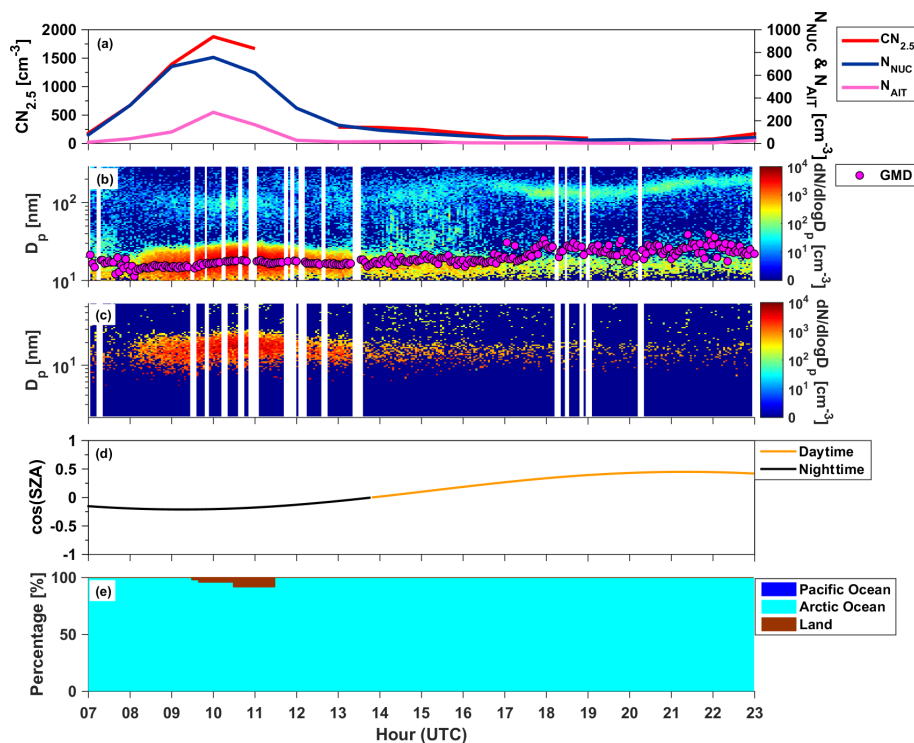 (a)
CN2.5 [cm-3]
2000
1500
1000
500
0
1000
800
600
400
200
0
NNUC & NAIT [cm-3]
CN2.5
NNUC
NAIT
(b)
Dp [nm]
10^2
10^1
10^4
10^3
10^2
10^1
0
dN/dlogDp [cm-3]
GMD
(c)
Dp [nm]
10^1
10^4
10^3
10^2
10^1
0
dN/dlogDp [cm-3]
(d)
cos(SZA)
1
0.5
0
-0.5
-1
Daytime
Nighttime
(e)
Percentage [%]
100
50
0
Pacific Ocean
Arctic Ocean
Land
07 08 09 10 11 12 13 14 15 16 17 18 19 20 21 22 23
Hour (UTC)